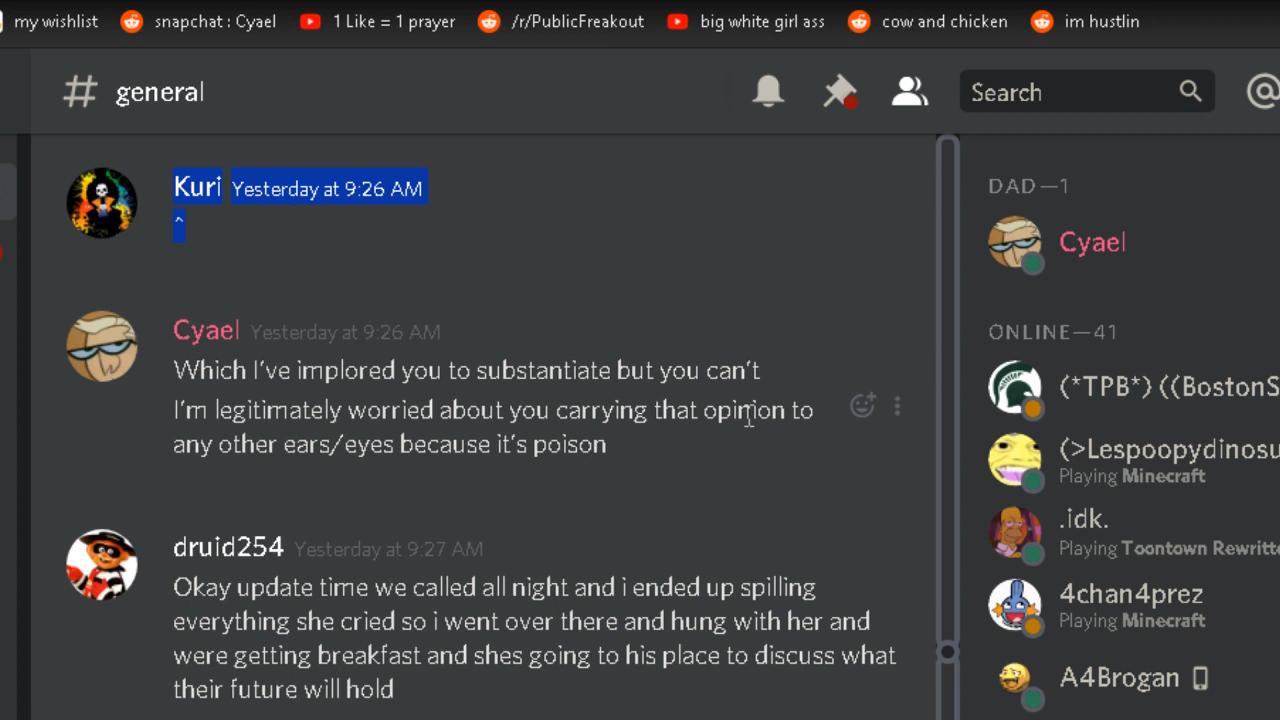 my wishlist snapchat : Cyael 1 Like = 1 prayer /r/PublicFreakout big white girl ass cow and chicken im hustlin
# general Search @
Kuri Yesterday at 9:26 AM
^
Cyael Yesterday at 9:26 AM
Which I've implored you to substantiate but you can't
I'm legitimately worried about you carrying that opinion to
any other ears/eyes because it's poison
druid254 Yesterday at 9:27 AM
Okay update time we called all night and i ended up spilling
everything she cried so i went over there and hung with her and
were getting breakfast and shes going to his place to discuss what
their future will hold
DAD—1
Cyael
ONLINE—41
(*TPB*) ((BostonS
(>Lespoopydinosu
Playing Minecraft
.idk.
Playing Toontown Rewritte
4chan4prez
Playing Minecraft
A4Brogan